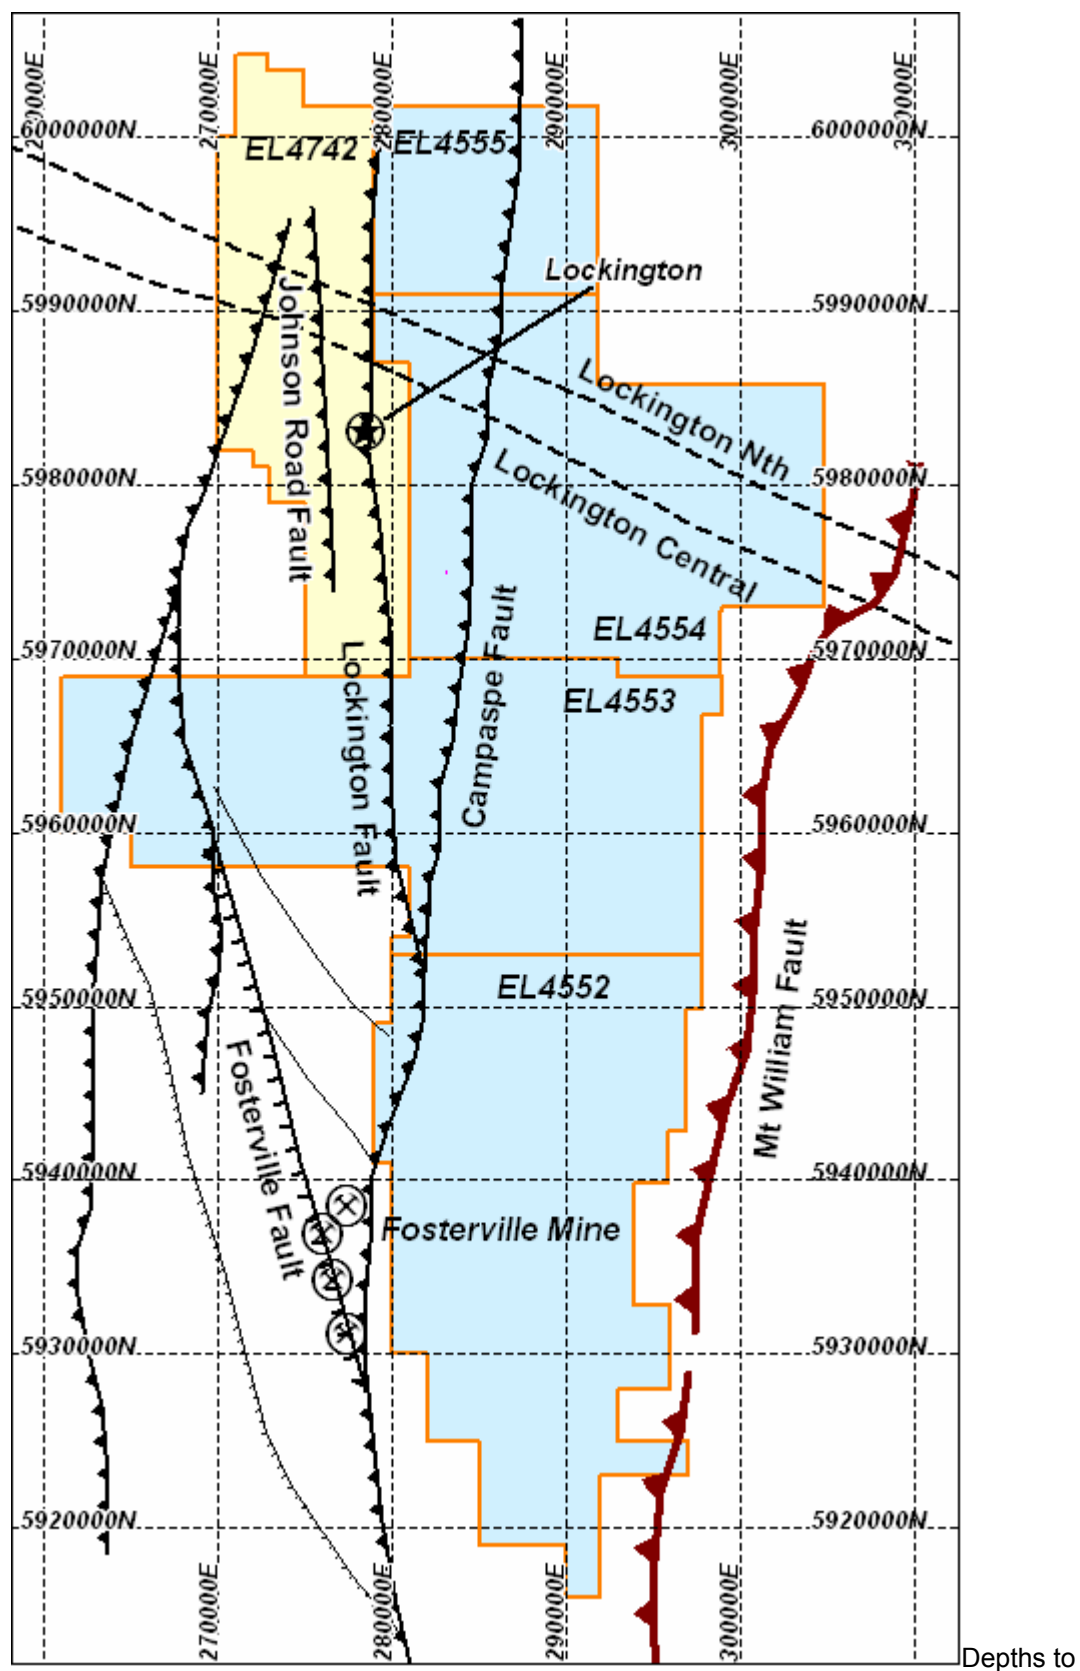 260000E
270000E
280000E
290000E
300000E
310000E
6000000N
6000000N
EL4742
EL4555
Lockington
5990000N
5990000N
Johnson Road Fault
Lockington Nth
5980000N
5980000N
Lockington Central
Campaspe Fault
EL4554
5970000N
5970000N
Lockington Fault
EL4553
5960000N
5960000N
EL4552
5950000N
5950000N
Mt William Fault
Fosterville Fault
5940000N
5940000N
Fosterville Mine
5930000N
5930000N
5920000N
5920000N
270000E
280000E
290000E
300000E
Depths to